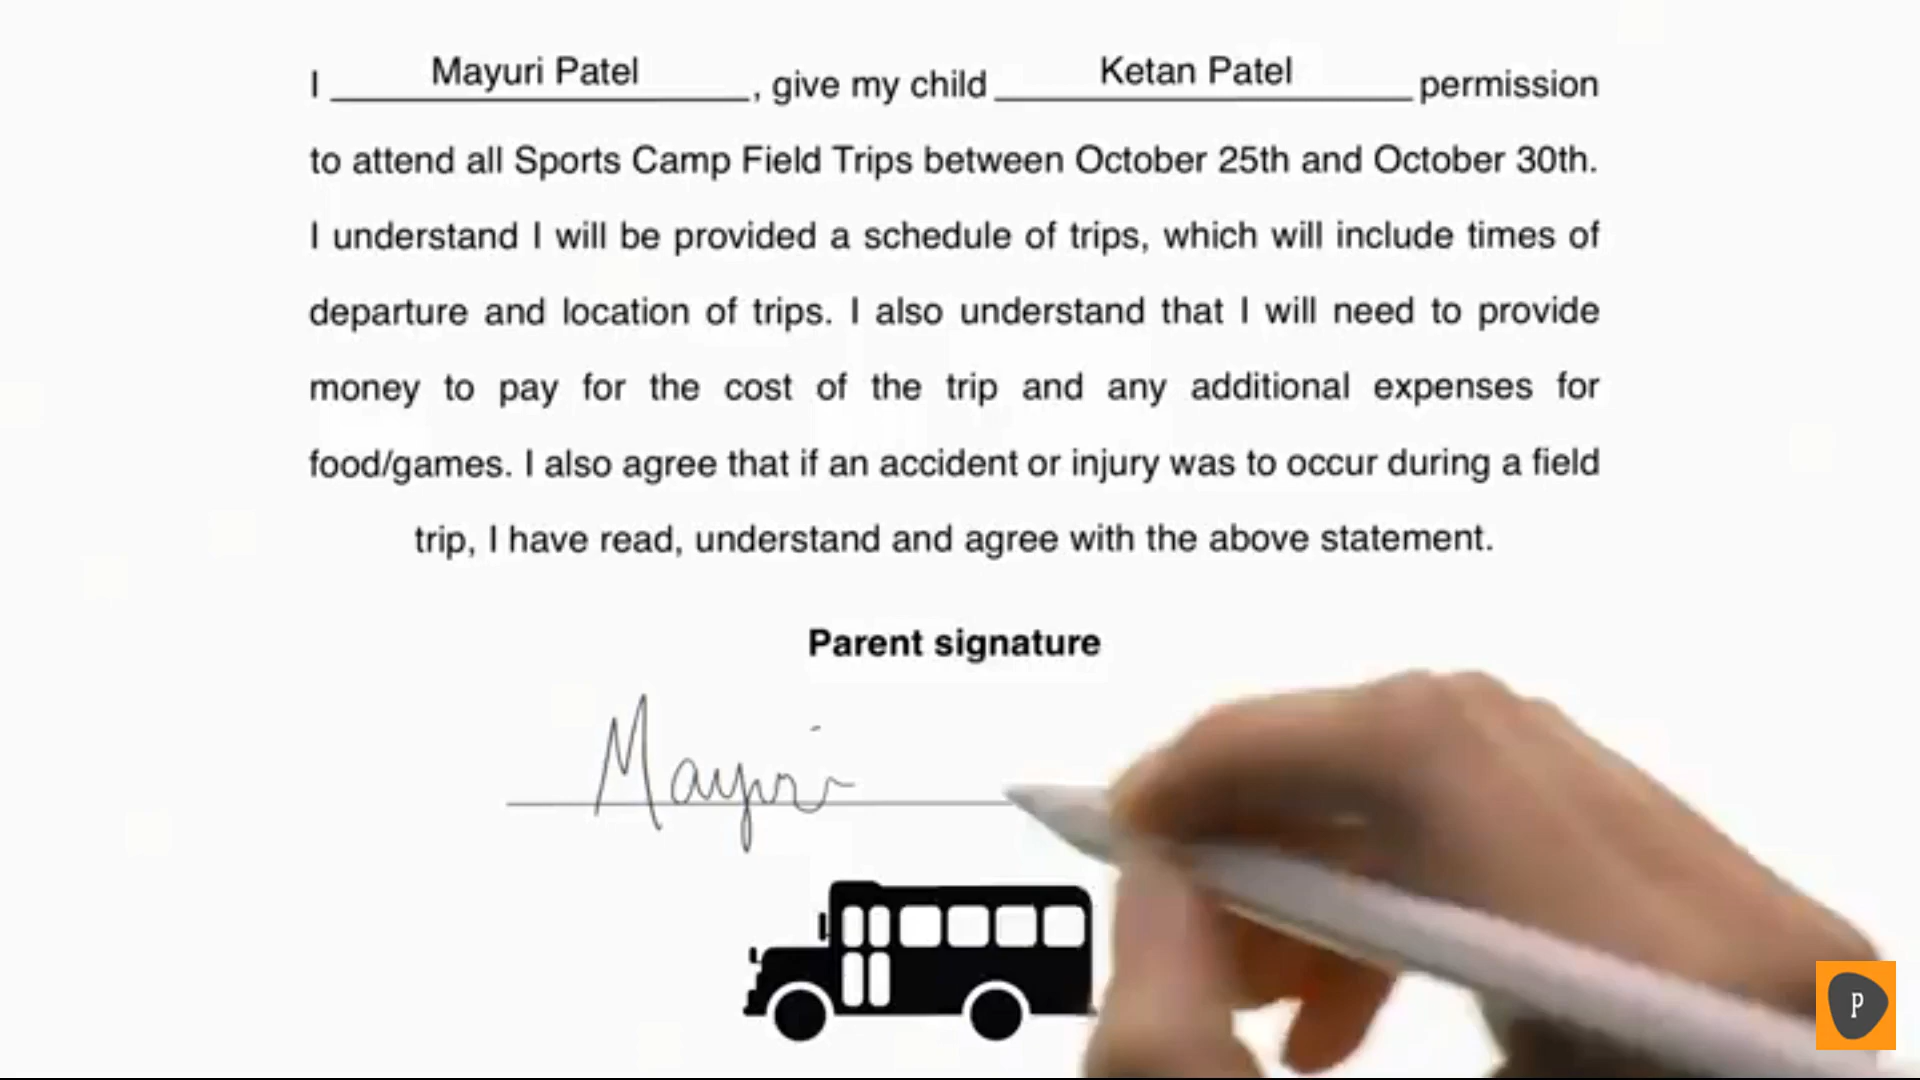 I Mayuri Patel, give my child Ketan Patel permission
to attend all Sports Camp Field Trips between October 25th and October 30th.
I understand I will be provided a schedule of trips, which will include times of
departure and location of trips. I also understand that I will need to provide
money to pay for the cost of the trip and any additional expenses for
food/games. I also agree that if an accident or injury was to occur during a field
trip, I have read, understand and agree with the above statement.
Parent signature
Mayuri
P